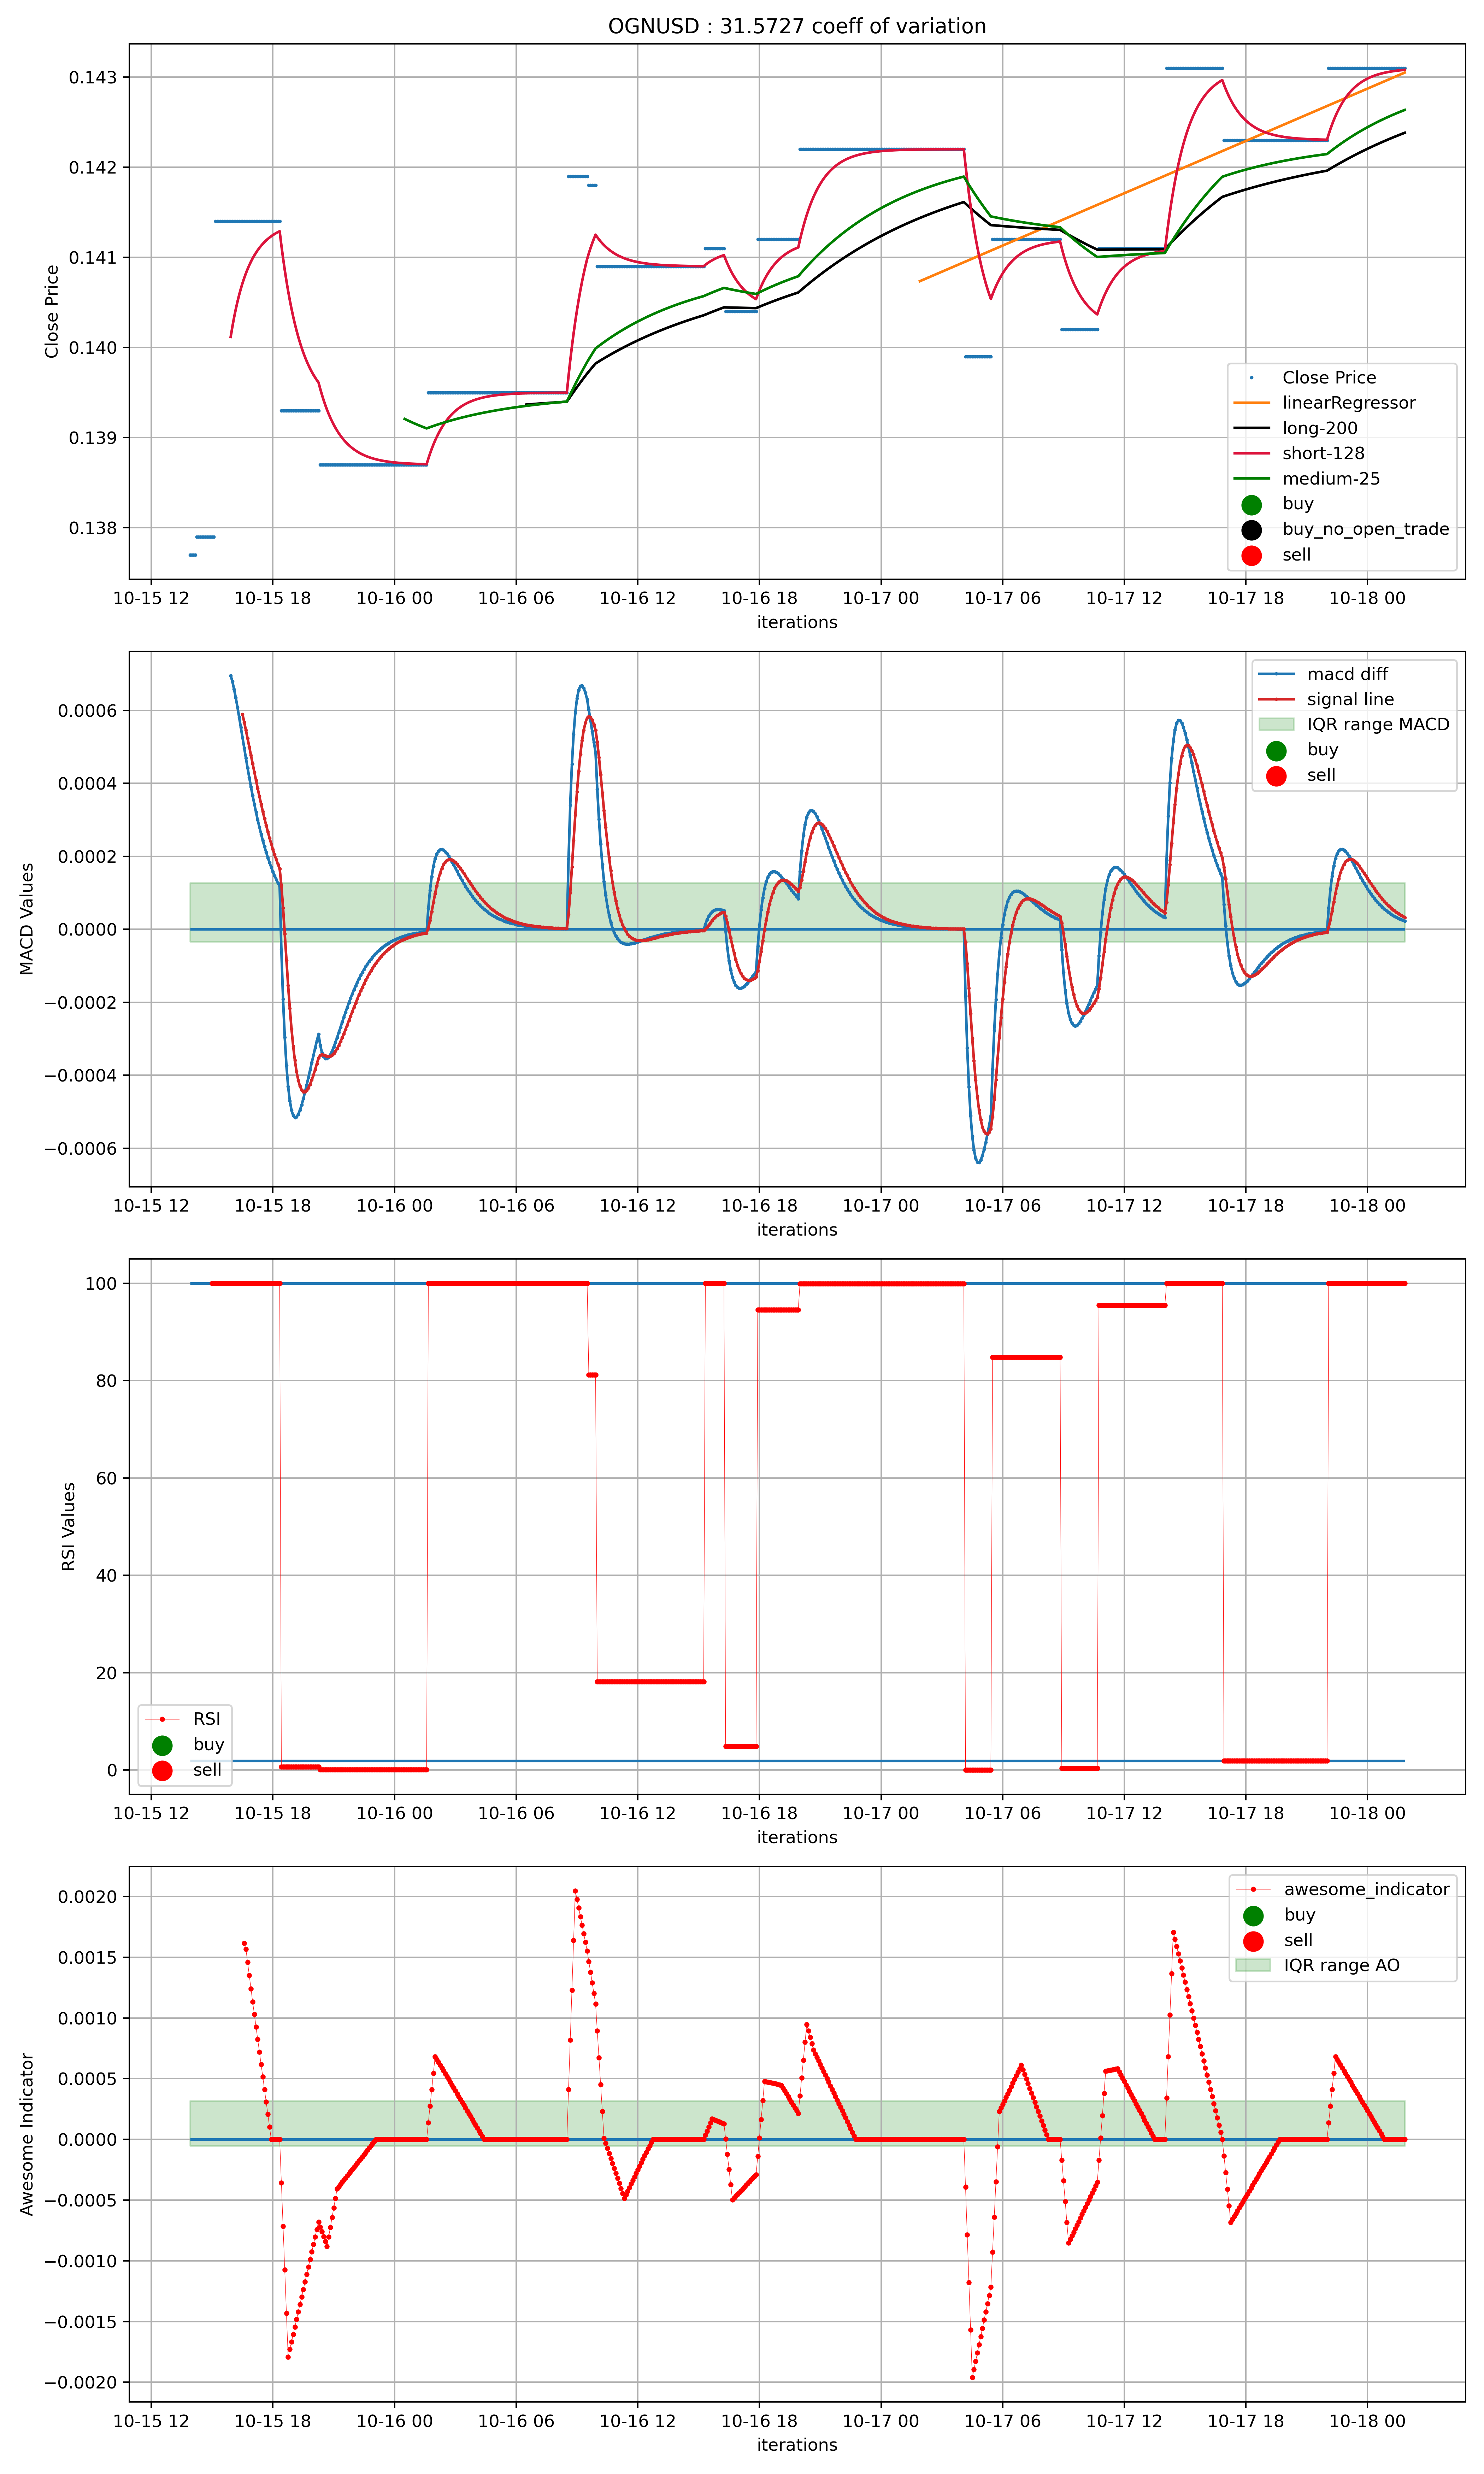 OGNUSD : 31.5727 coeff of variation
Close Price
0.143
0.142
0.141
0.140
0.139
0.138
Close Price
linearRegressor
long-200
short-128
medium-25
buy
buy_no_open_trade
sell
10-15 12 10-15 18 10-16 00 10-16 06 10-16 12 10-16 18 10-17 00 10-17 06 10-17 12 10-17 18 10-18 00
iterations
MACD Values
0.0006
0.0004
0.0002
0.0000
−0.0002
−0.0004
−0.0006
macd diff
signal line
IQR range MACD
buy
sell
10-15 12 10-15 18 10-16 00 10-16 06 10-16 12 10-16 18 10-17 00 10-17 06 10-17 12 10-17 18 10-18 00
iterations
RSI Values
100
80
60
40
20
0
RSI
buy
sell
10-15 12 10-15 18 10-16 00 10-16 06 10-16 12 10-16 18 10-17 00 10-17 06 10-17 12 10-17 18 10-18 00
iterations
Awesome Indicator
0.0020
0.0015
0.0010
0.0005
0.0000
−0.0005
−0.0010
−0.0015
−0.0020
awesome_indicator
buy
sell
IQR range AO
10-15 12 10-15 18 10-16 00 10-16 06 10-16 12 10-16 18 10-17 00 10-17 06 10-17 12 10-17 18 10-18 00
iterations